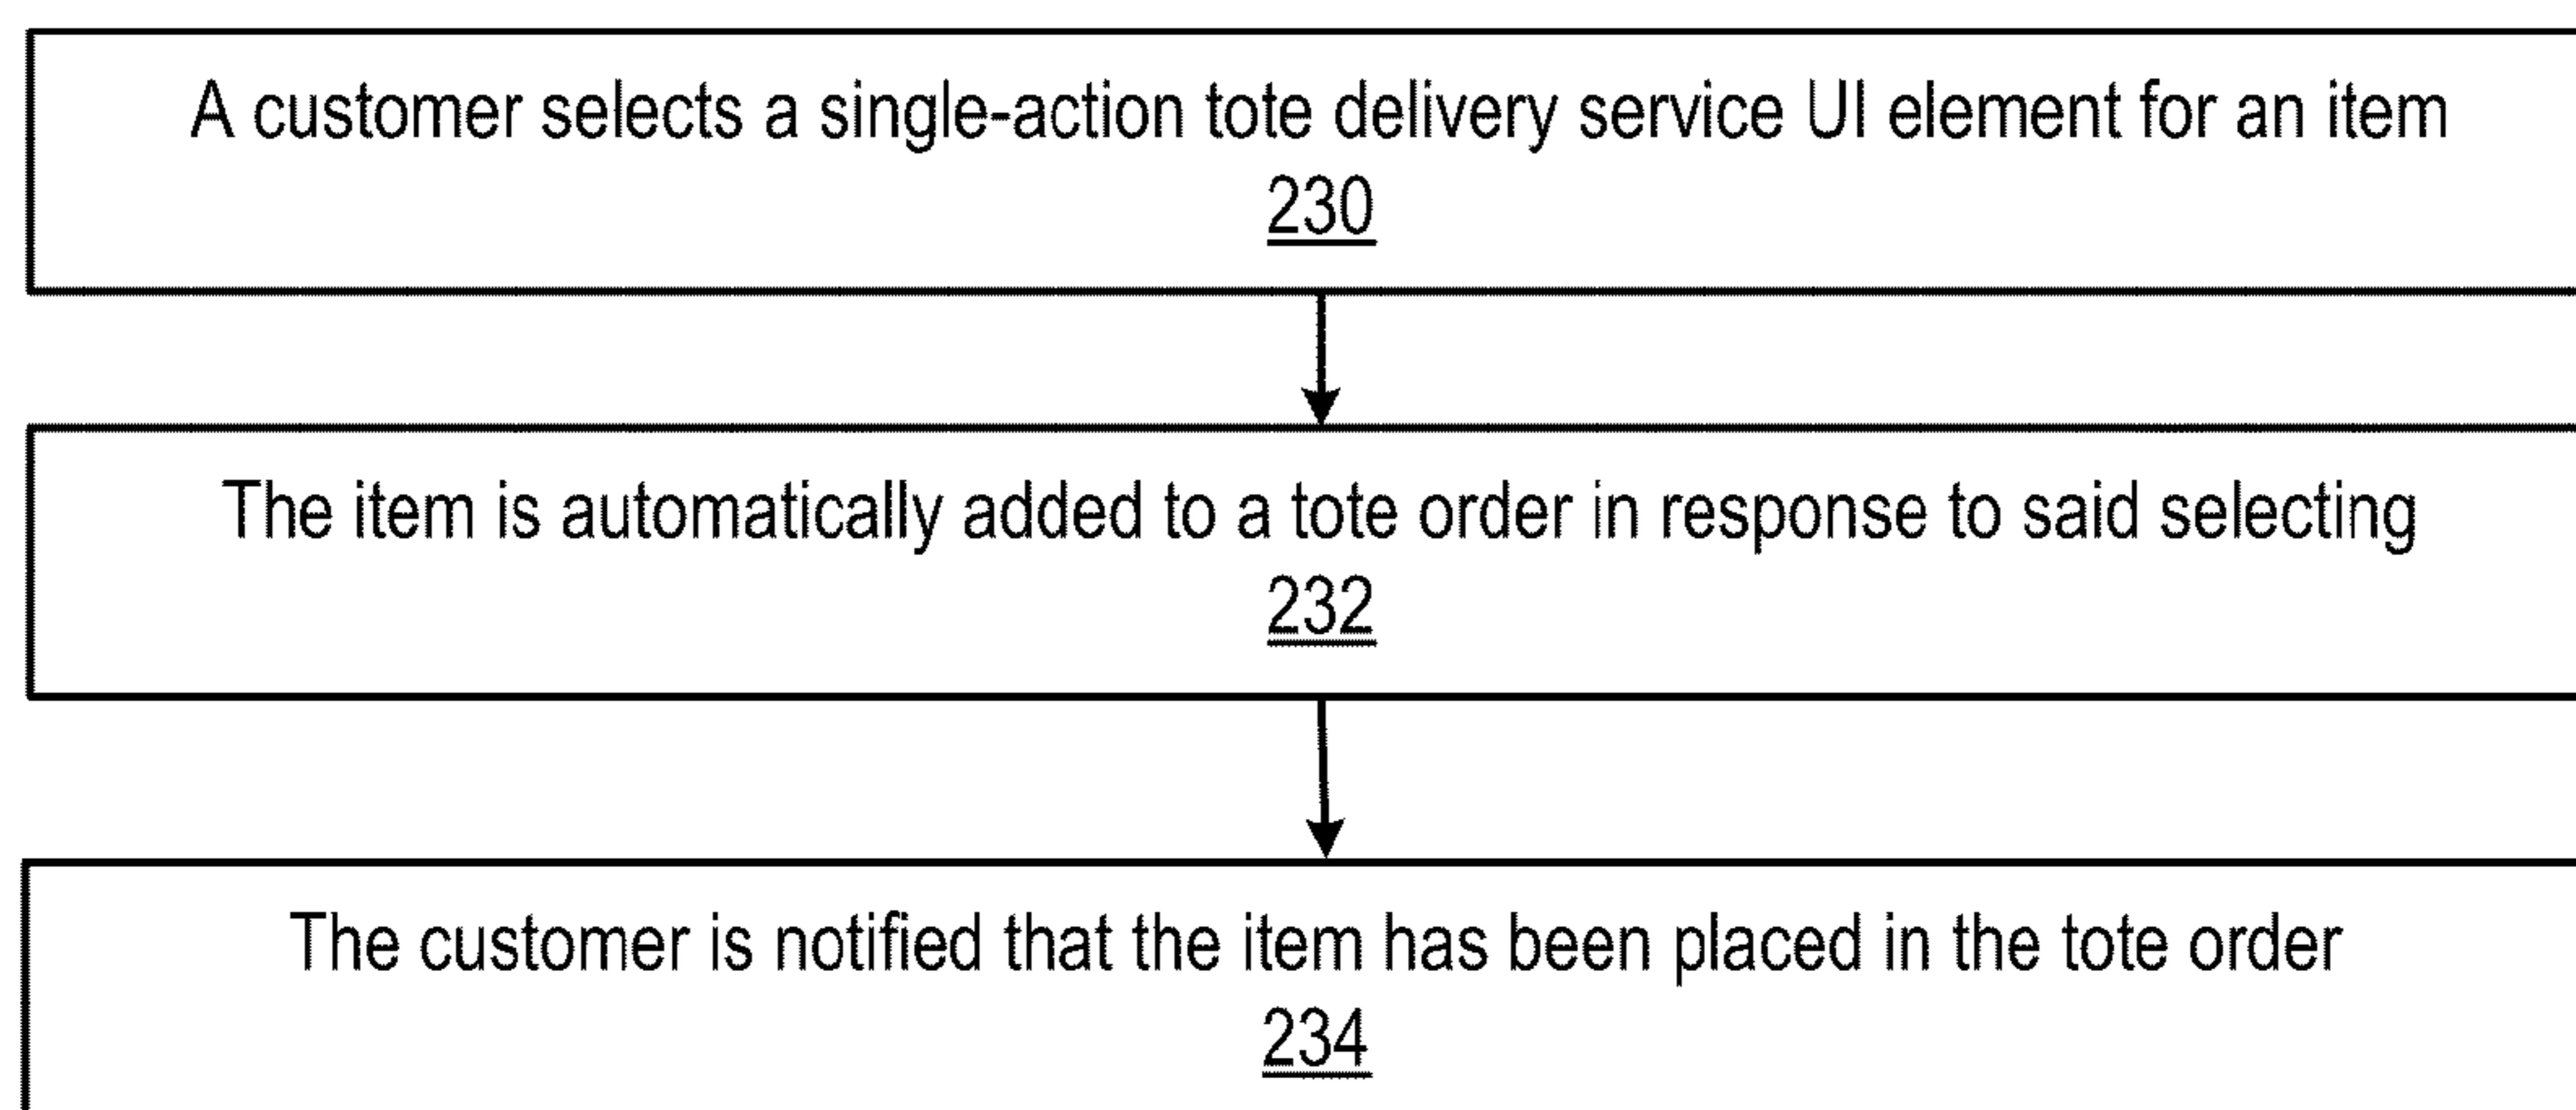 A customer selects a single-action tote delivery service UI element for an item
230
The item is automatically added to a tote order in response to said selecting
232
The customer is notified that the item has been placed in the tote order
234